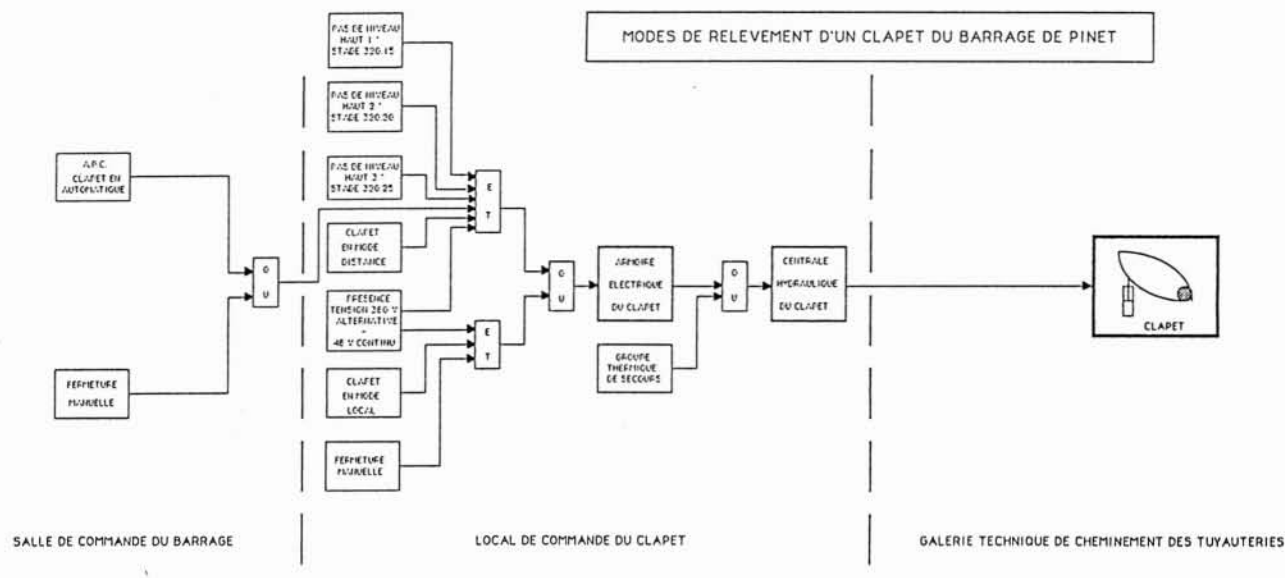 MODES DE RELEVEMENT D'UN CLAPET DU BARRAGE DE PINET
PAS DE NIVEAU
HAUT 1°
STADE 320.15
PAS DE NIVEAU
HAUT 2°
STADE 320.20
PAS DE NIVEAU
HAUT 3°
STADE 320.25
A.P.C.
CLAPET EN
AUTOMATIQUE
FERMETURE
MANUELLE
O
U
CLAPET
EN MODE
DISTANCE
PRESENCE
TENSION 380 V
ALTERNATIVE
48 V CONTINU
CLAPET
EN MODE
LOCAL
FERMETURE
MANUELLE
E
T
E
T
O
U
ARMOIRE
ELECTRIQUE
DU CLAPET
GROUPE
THERMIQUE
DE SECOURS
O
U
CENTRALE
HYDRAULIQUE
DU CLAPET
CLAPET
SALLE DE COMMANDE DU BARRAGE
LOCAL DE COMMANDE DU CLAPET
GALERIE TECHNIQUE DE CHEMINEMENT DES TUYAUTERIES